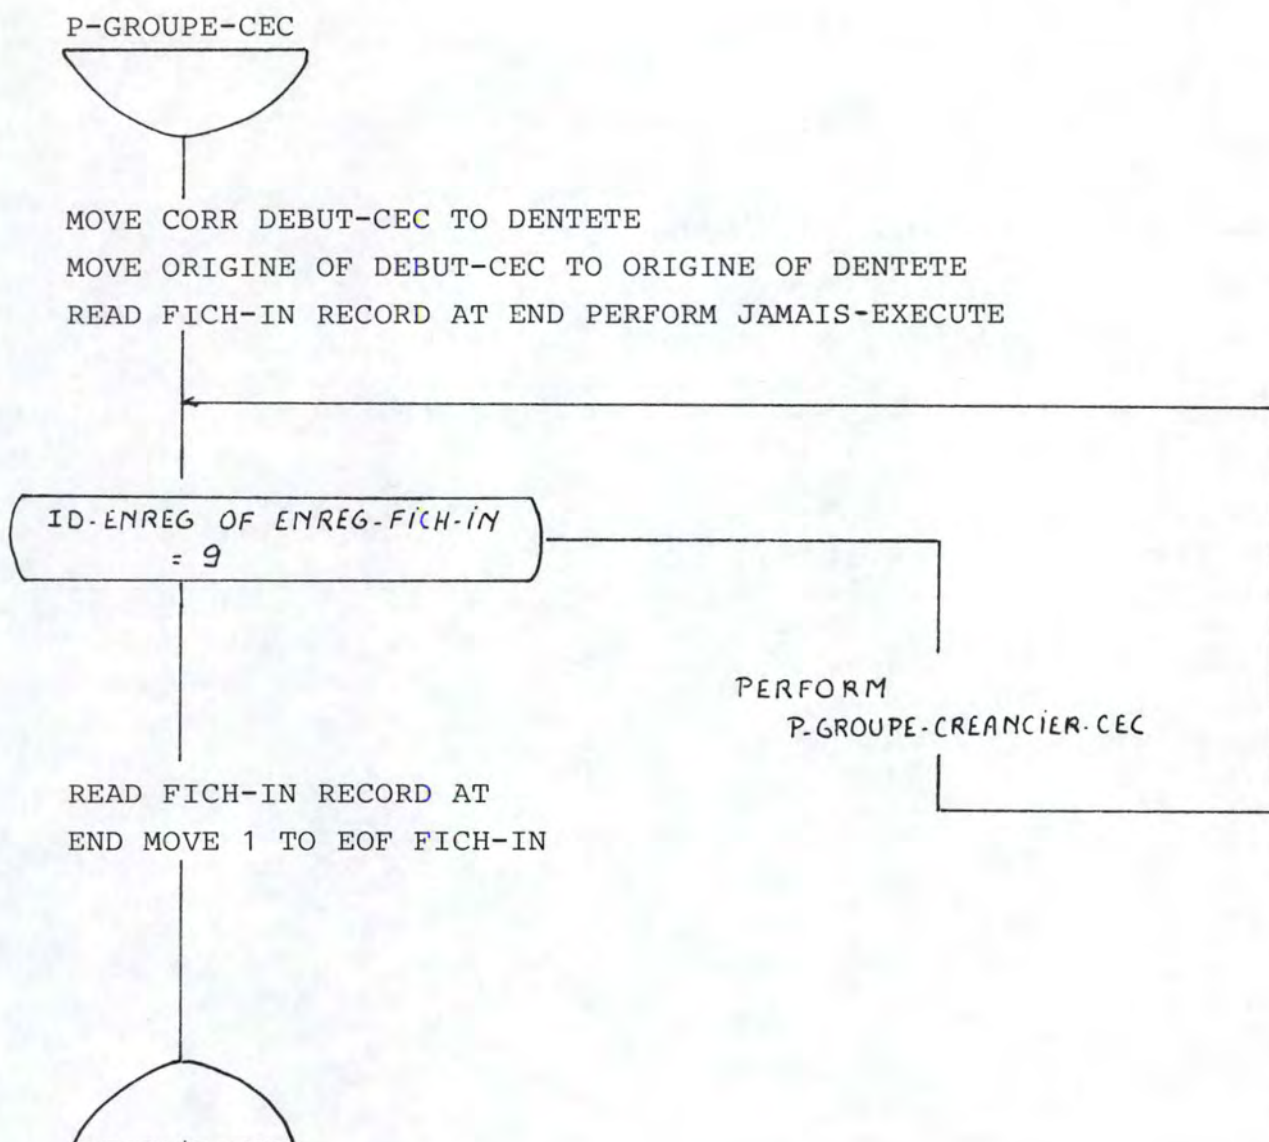 P-GROUPE-CEC
MOVE CORR DEBUT-CEC TO DENTETE
MOVE ORIGINE OF DEBUT-CEC TO ORIGINE OF DENTETE
READ FICH-IN RECORD AT END PERFORM JAMAIS-EXECUTE
ID-ENREG OF ENREG-FICH-IN
= 9
PERFORM
P-GROUPE-CREANCIER-CEC
READ FICH-IN RECORD AT
END MOVE 1 TO EOF FICH-IN